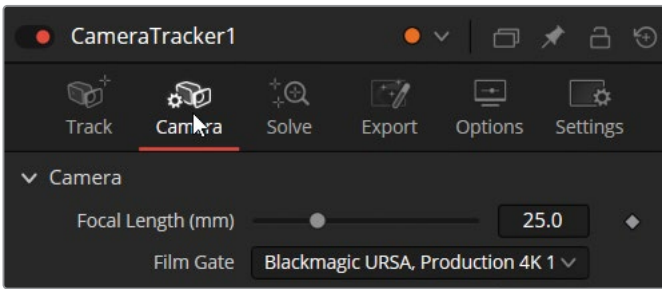 CameraTracker1
Track Camera Solve Export Options Settings
Camera
Focal Length (mm) 25.0
Film Gate Blackmagic URSA, Production 4K 1